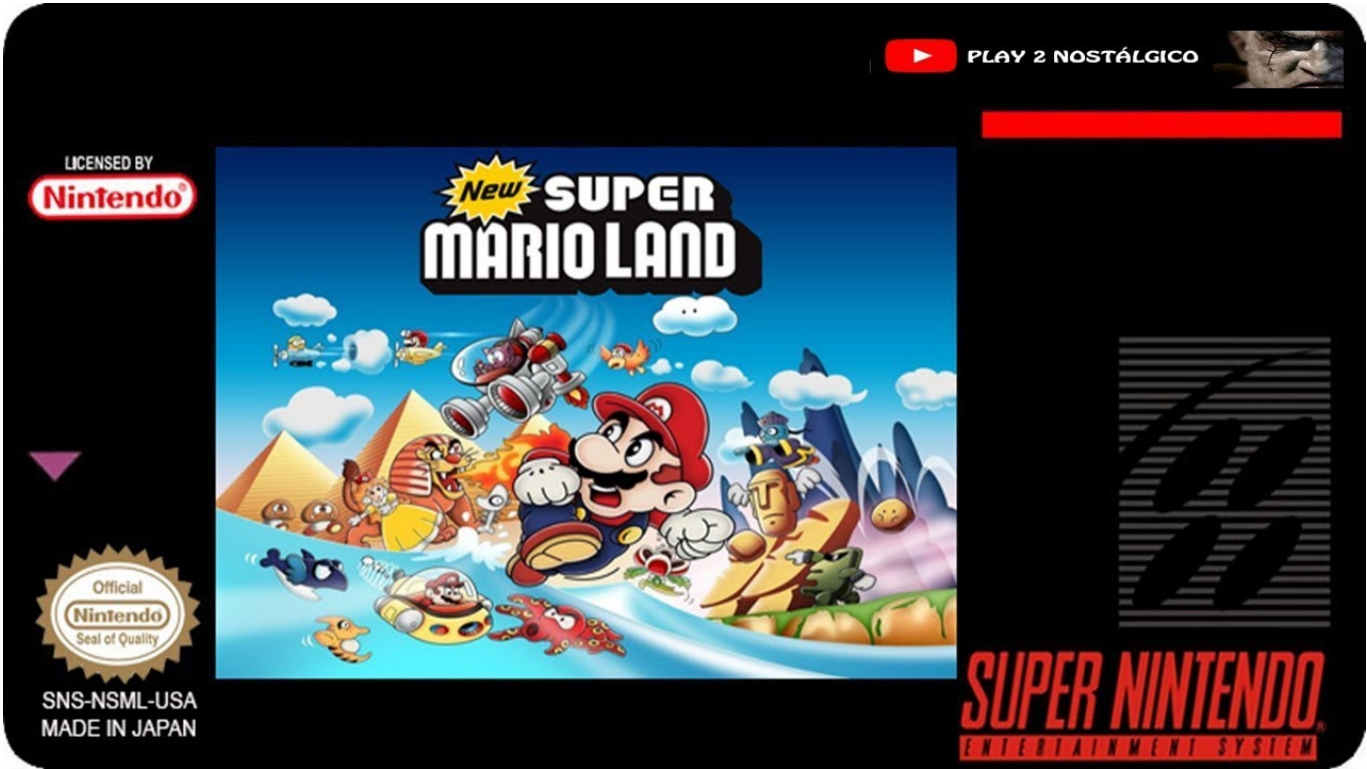 PLAY 2 NOSTÁLGICO
LICENSED BY
Nintendo®
New SUPER
MARIO LAND
M
Official
Nintendo
Seal of Quality
SNS-NSML-USA
MADE IN JAPAN
SUPER NINTENDO®
ENTERTAINMENT SYSTEM